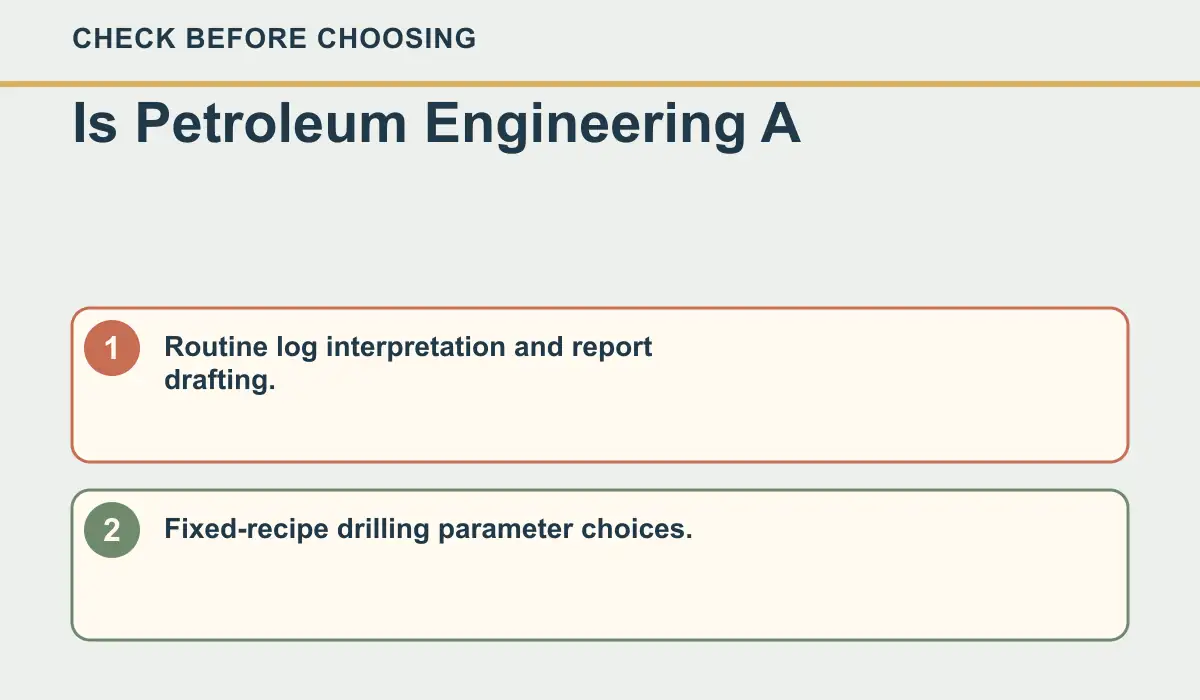 CHECK BEFORE CHOOSING
Is Petroleum Engineering A
1
Routine log interpretation and report
drafting.
2
Fixed-recipe drilling parameter choices.